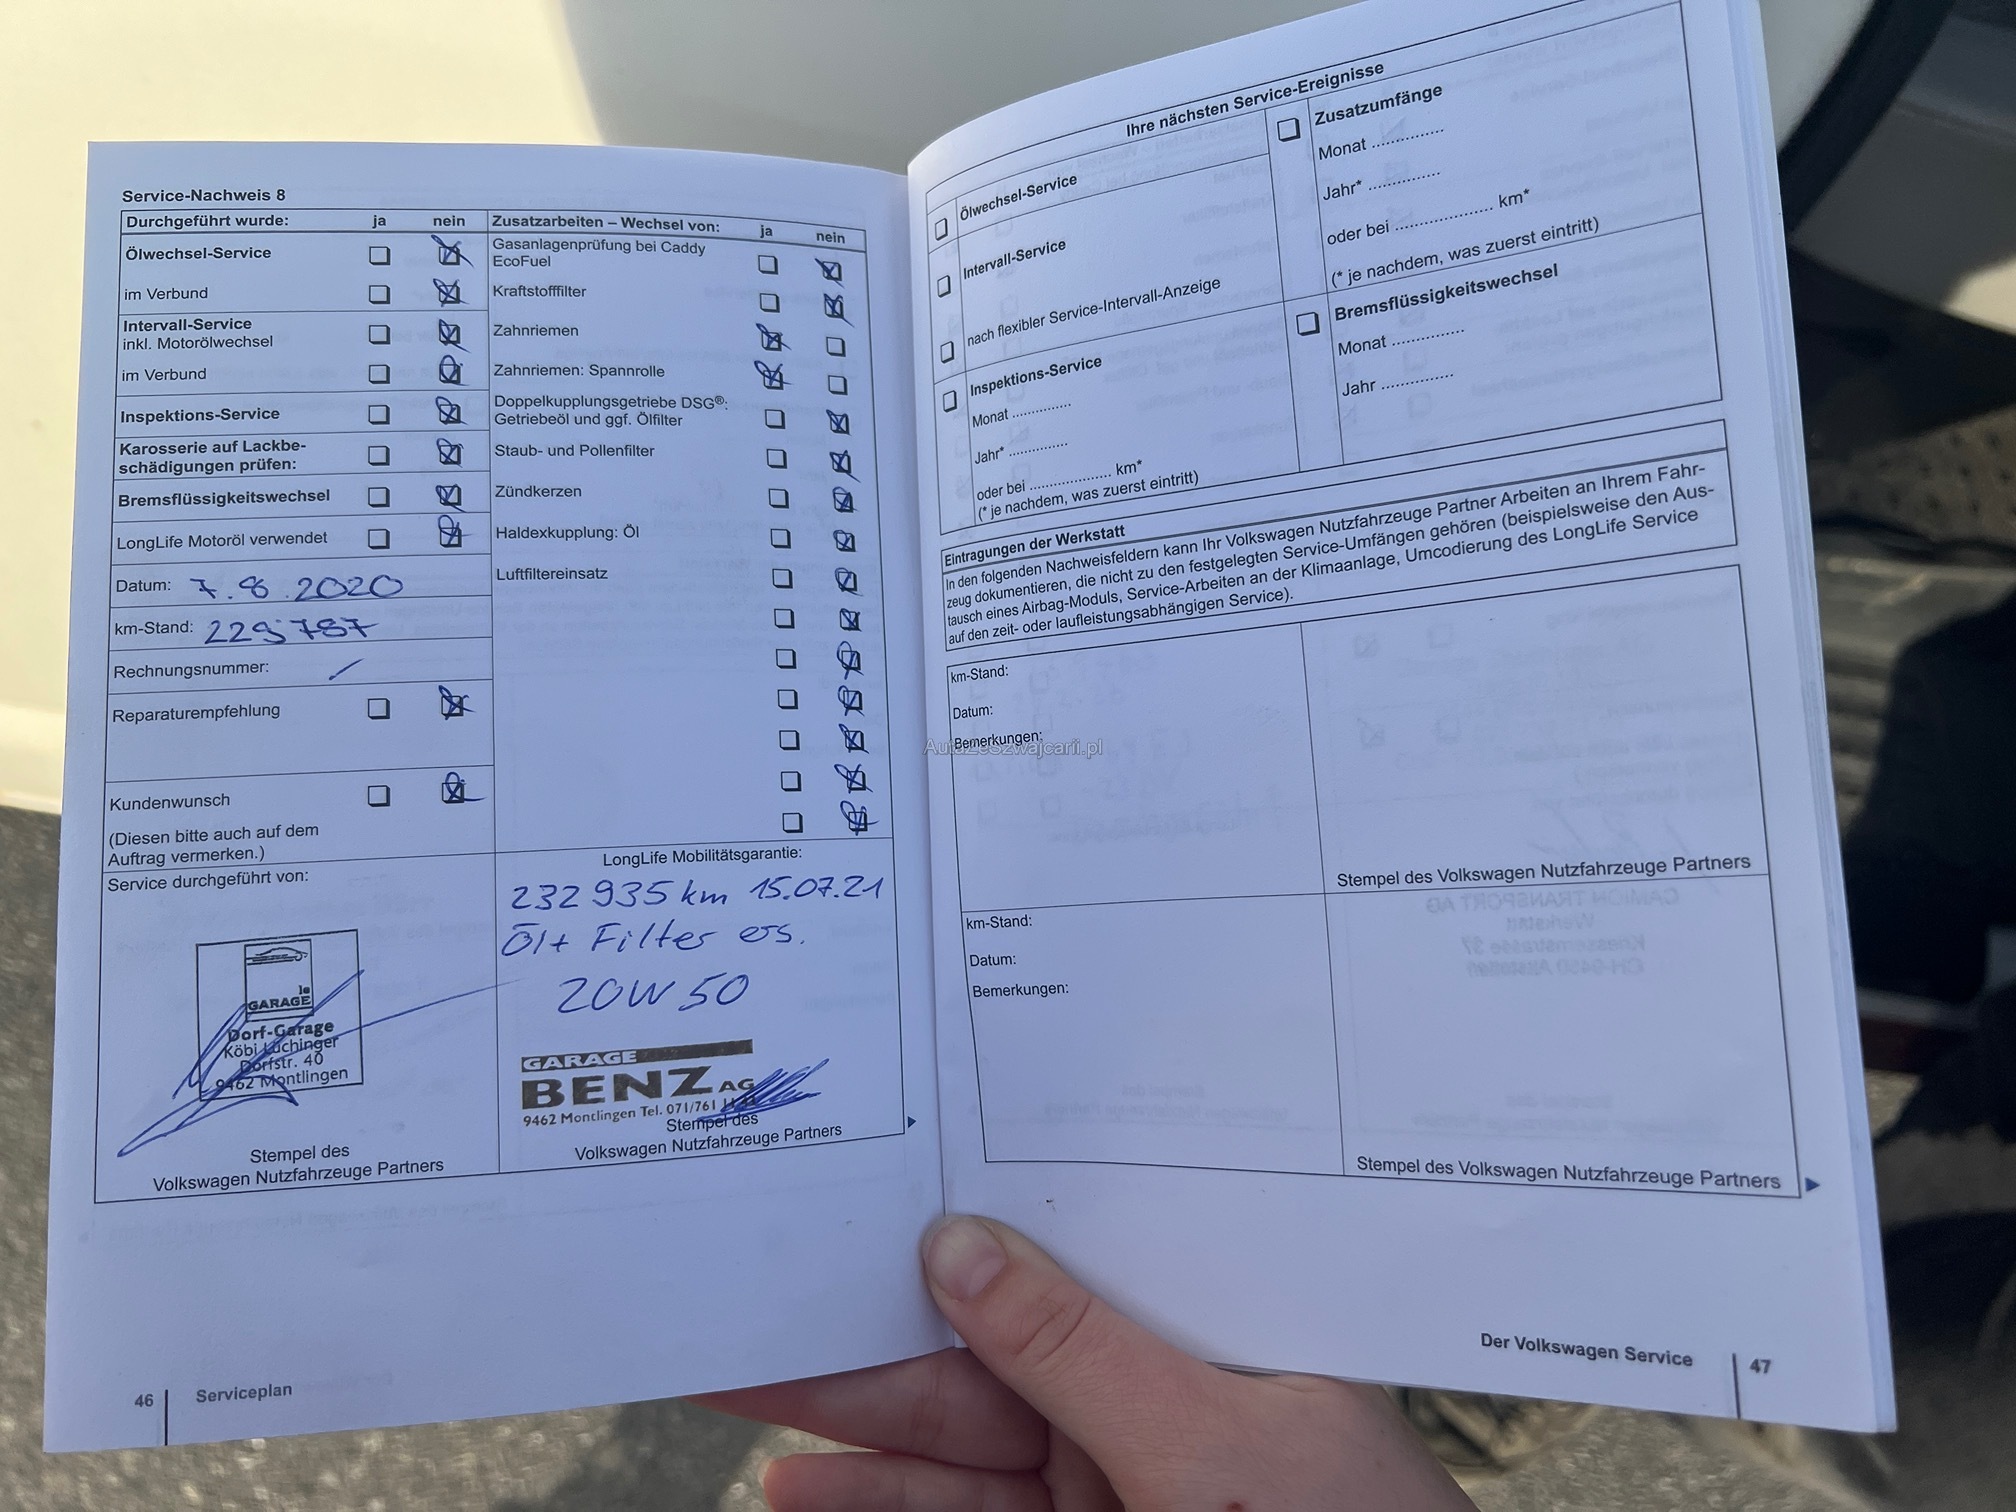 Service-Nachweis 8
Durchgeführt wurde: ja nein
Ölwechsel-Service
im Verbund
Intervall-Service
inkl. Motorölwechsel
im Verbund
Inspektions-Service
Karosserie auf Lackbe-
schädigungen prüfen:
Bremsflüssigkeitswechsel
LongLife Motoröl verwendet
Datum: 7.8.2020
km-Stand: 229'787
Rechnungsnummer: /
Reparaturempfehlung
Kundenwunsch
(Diesen bitte auch auf dem
Auftrag vermerken.)
Service durchgeführt von:
le
GARAGE
Dorf-Garage
Köbi Lüchinger
Dorfstr. 40
9462 Montlingen
Stempel des
Volkswagen Nutzfahrzeuge Partners
Zusatzarbeiten – Wechsel von: ja nein
Gasanlagenprüfung bei Caddy
EcoFuel
Kraftstofffilter
Zahnriemen
Zahnriemen: Spannrolle
Doppelkupplungsgetriebe DSG®:
Getriebeöl und ggf. Ölfilter
Staub- und Pollenfilter
Zündkerzen
Haldexkupplung: Öl
Luftfiltereinsatz
LongLife Mobilitätsgarantie:
232 935 km 15.07.21
Öl+ Filter ers.
20W50
GARAGE
BENZ AG
9462 Montlingen Tel. 071/761
Stempel des
Volkswagen Nutzfahrzeuge Partners
46 Serviceplan
Ihre nächsten Service-Ereignisse
Ölwechsel-Service
Intervall-Service
nach flexibler Service-Intervall-Anzeige
Inspektions-Service
Monat ..............
Jahr* ..............
oder bei .................... km*
(* je nachdem, was zuerst eintritt)
Zusatzumfänge
Monat ..............
Jahr* ..............
oder bei .................... km*
(* je nachdem, was zuerst eintritt)
Bremsflüssigkeitswechsel
Monat ..............
Jahr ..............
Eintragungen der Werkstatt
In den folgenden Nachweisfeldern kann Ihr Volkswagen Nutzfahrzeuge Partner Arbeiten an Ihrem Fahr-
zeug dokumentieren, die nicht zu den festgelegten Service-Umfängen gehören (beispielsweise den Aus-
tausch eines Airbag-Moduls, Service-Arbeiten an der Klimaanlage, Umcodierung des LongLife Service
auf den zeit- oder laufleistungsabhängigen Service).
km-Stand:
Datum:
Bemerkungen:
AutaZeSzwajcarii.pl
Stempel des Volkswagen Nutzfahrzeuge Partners
km-Stand:
Datum:
Bemerkungen:
Stempel des Volkswagen Nutzfahrzeuge Partners
Der Volkswagen Service 47